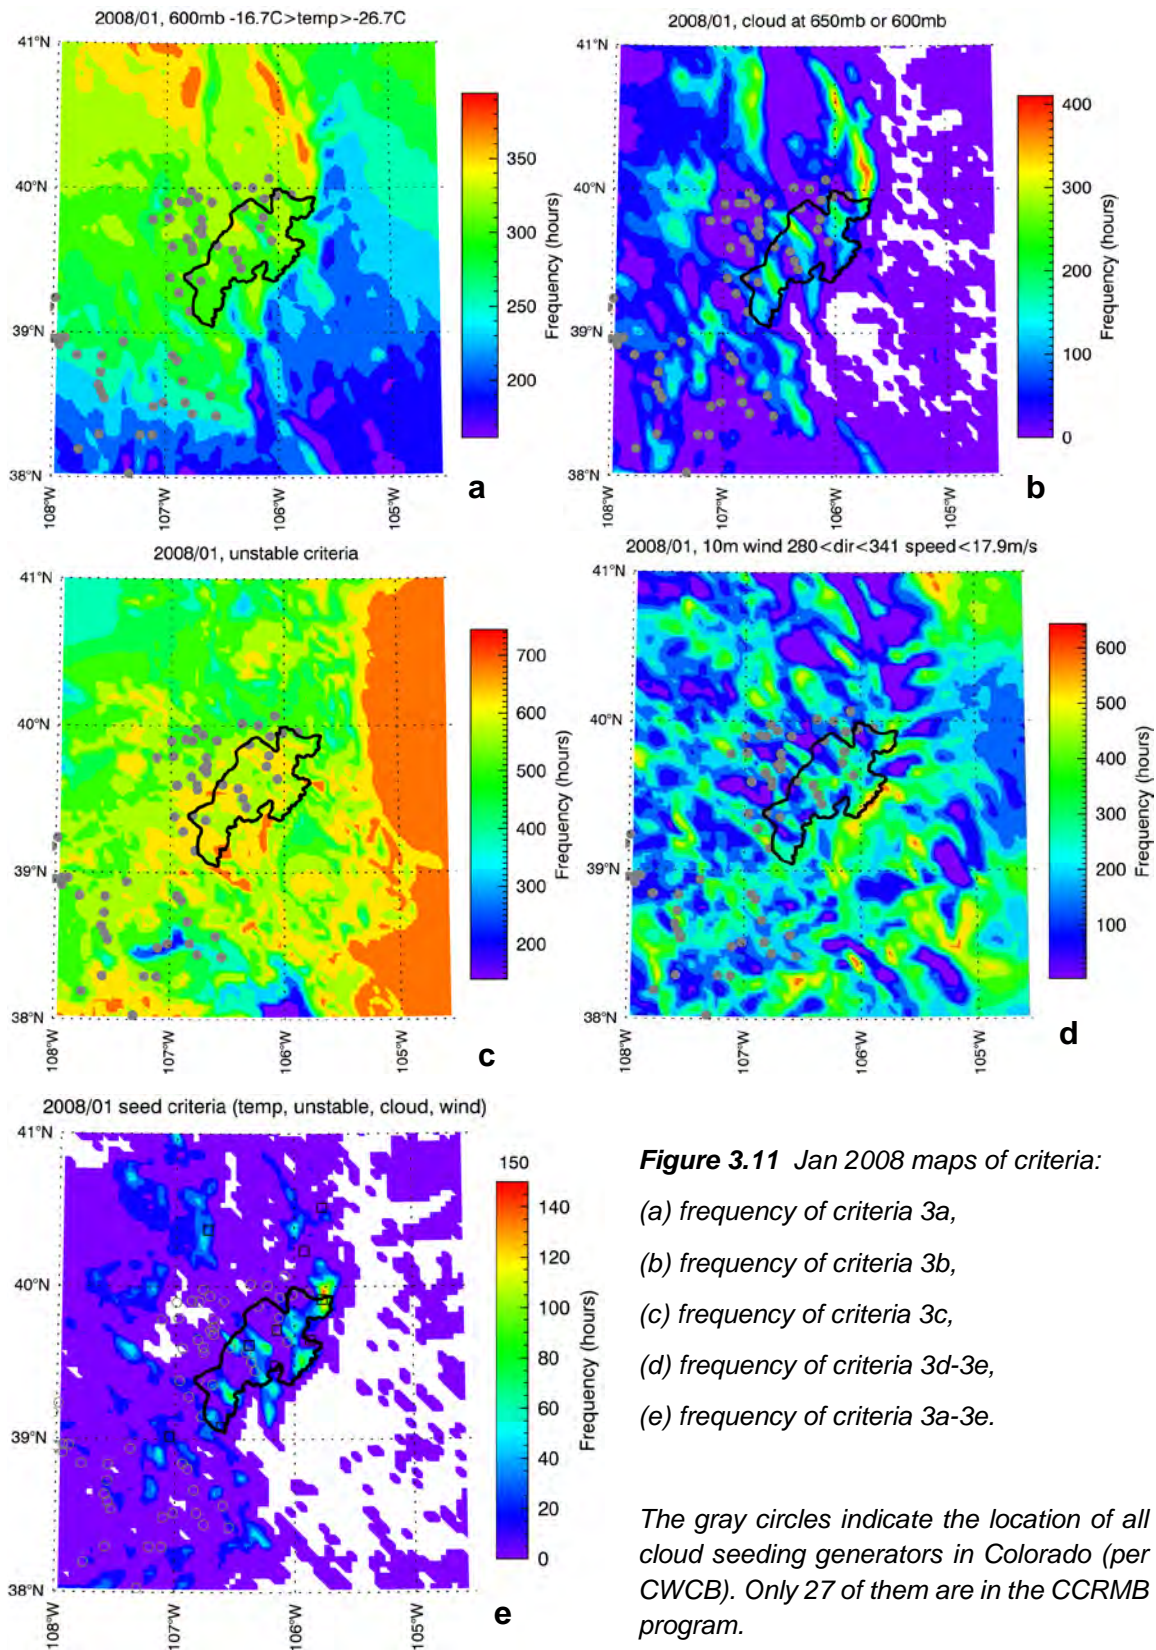 2008/01, 600mb -16.7C>temp>-26.7C
41°N
40°N
39°N
38°N
108°W
107°W
106°W
105°W
350
300
250
200
Frequency (hours)
a
2008/01, cloud at 650mb or 600mb
41°N
40°N
39°N
38°N
108°W
107°W
106°W
105°W
400
300
200
100
0
Frequency (hours)
b
2008/01, unstable criteria
41°N
40°N
39°N
38°N
108°W
107°W
106°W
105°W
700
600
500
400
300
200
Frequency (hours)
c
2008/01, 10m wind 280<dir<341 speed<17.9m/s
41°N
40°N
39°N
38°N
108°W
107°W
106°W
105°W
600
500
400
300
200
100
Frequency (hours)
d
2008/01 seed criteria (temp, unstable, cloud, wind)
41°N
40°N
39°N
38°N
108°W
107°W
106°W
105°W
150
140
120
100
80
60
40
20
0
Frequency (hours)
e
Figure 3.11 Jan 2008 maps of criteria:
(a) frequency of criteria 3a,
(b) frequency of criteria 3b,
(c) frequency of criteria 3c,
(d) frequency of criteria 3d-3e,
(e) frequency of criteria 3a-3e.
The gray circles indicate the location of all
cloud seeding generators in Colorado (per
CWCB). Only 27 of them are in the CCRMB
program.